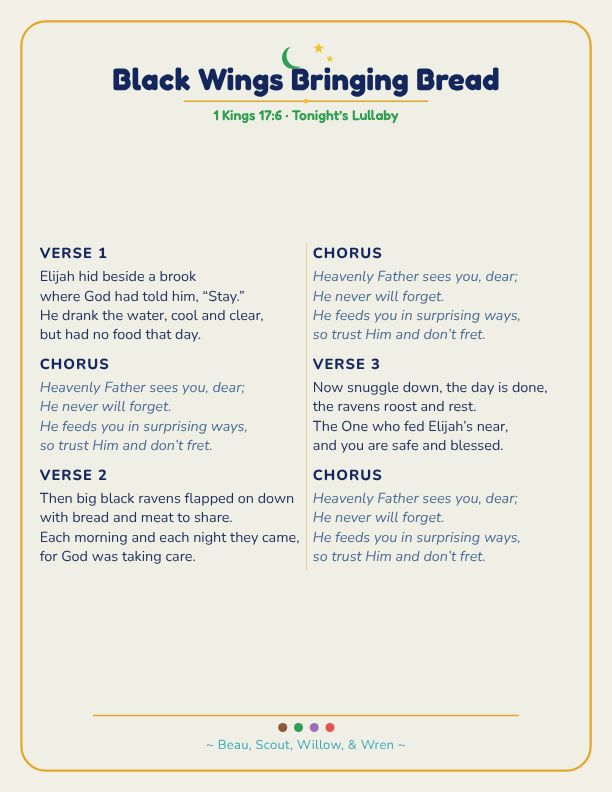 Black Wings Bringing Bread
1 Kings 17:6 · Tonight's Lullaby
VERSE 1
Elijah hid beside a brook
where God had told him, “Stay.”
He drank the water, cool and clear,
but had no food that day.
CHORUS
Heavenly Father sees you, dear;
He never will forget.
He feeds you in surprising ways,
so trust Him and don’t fret.
VERSE 2
Then big black ravens flapped on down
with bread and meat to share.
Each morning and each night they came,
for God was taking care.
CHORUS
Heavenly Father sees you, dear;
He never will forget.
He feeds you in surprising ways,
so trust Him and don’t fret.
VERSE 3
Now snuggle down, the day is done,
the ravens roost and rest.
The One who fed Elijah’s near,
and you are safe and blessed.
CHORUS
Heavenly Father sees you, dear;
He never will forget.
He feeds you in surprising ways,
so trust Him and don’t fret.
~ Beau, Scout, Willow, & Wren ~